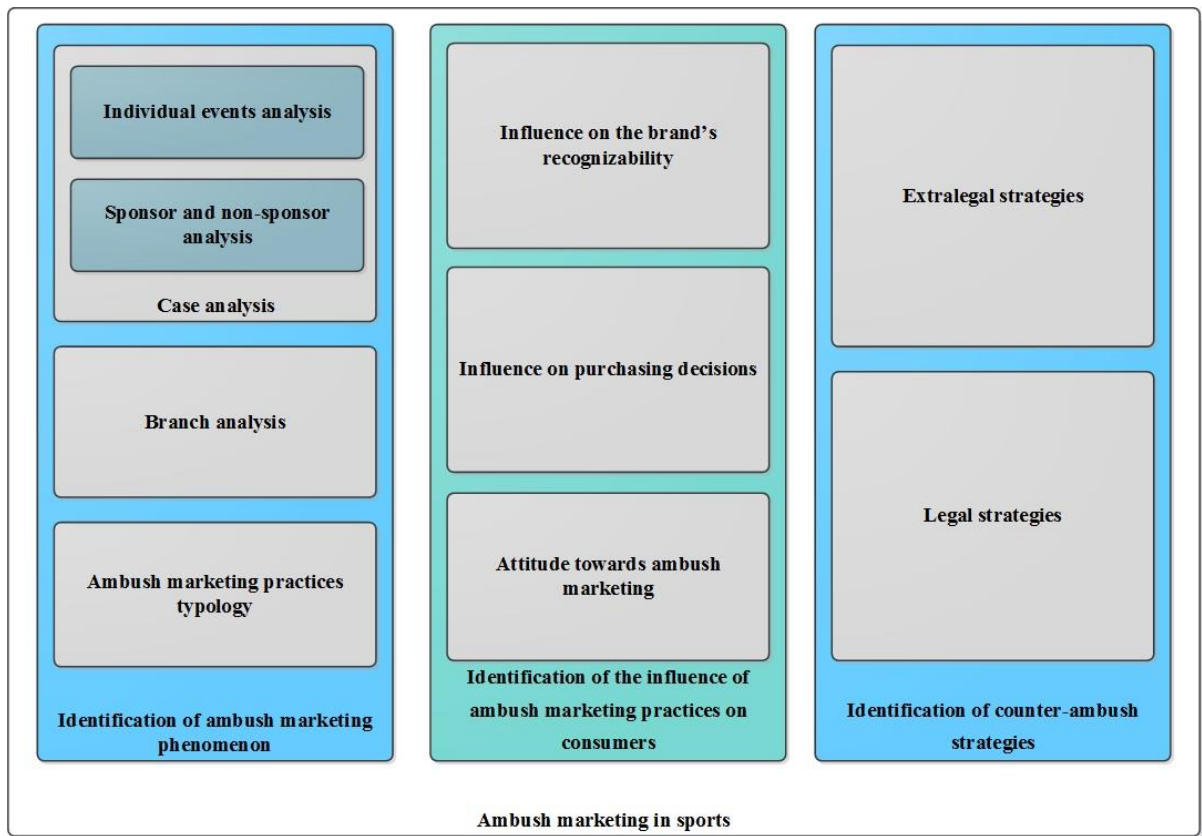 Individual events analysis
Sponsor and non-sponsor
analysis
Case analysis
Branch analysis
Ambush marketing practices
typology
Identification of ambush marketing
phenomenon
Influence on the brand's
recognizability
Influence on purchasing decisions
Attitude towards ambush
marketing
Identification of the influence of
ambush marketing practices on
consumers
Extralegal strategies
Legal strategies
Identification of counter-ambush
strategies
Ambush marketing in sports